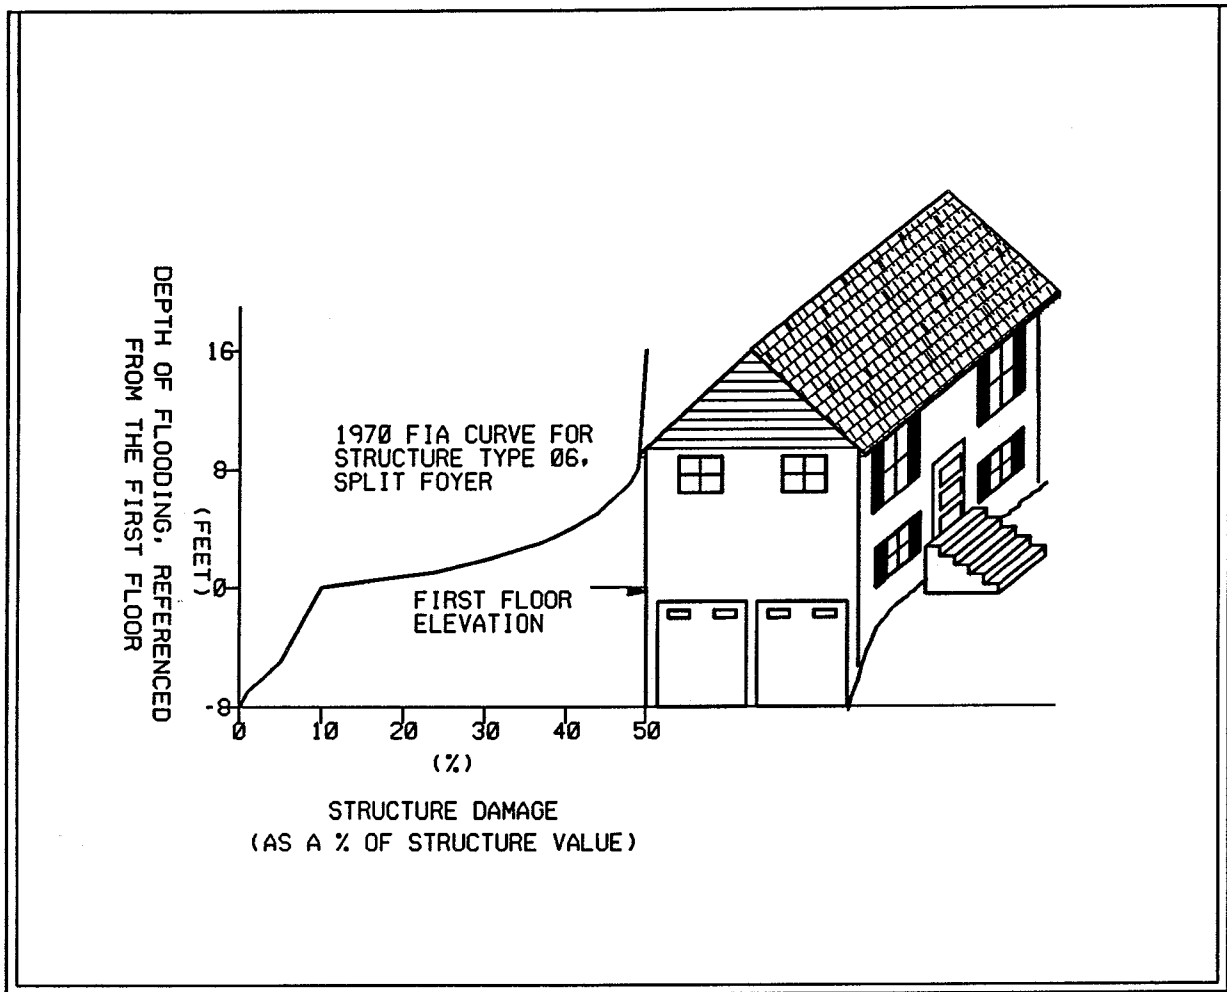 DEPTH OF FLOODING, REFERENCED
FROM THE FIRST FLOOR
(FEET)
16
8
0
-8
1970 FIA CURVE FOR
STRUCTURE TYPE 06,
SPLIT FOYER
FIRST FLOOR
ELEVATION
0 10 20 30 40 50
(%)
STRUCTURE DAMAGE
(AS A % OF STRUCTURE VALUE)